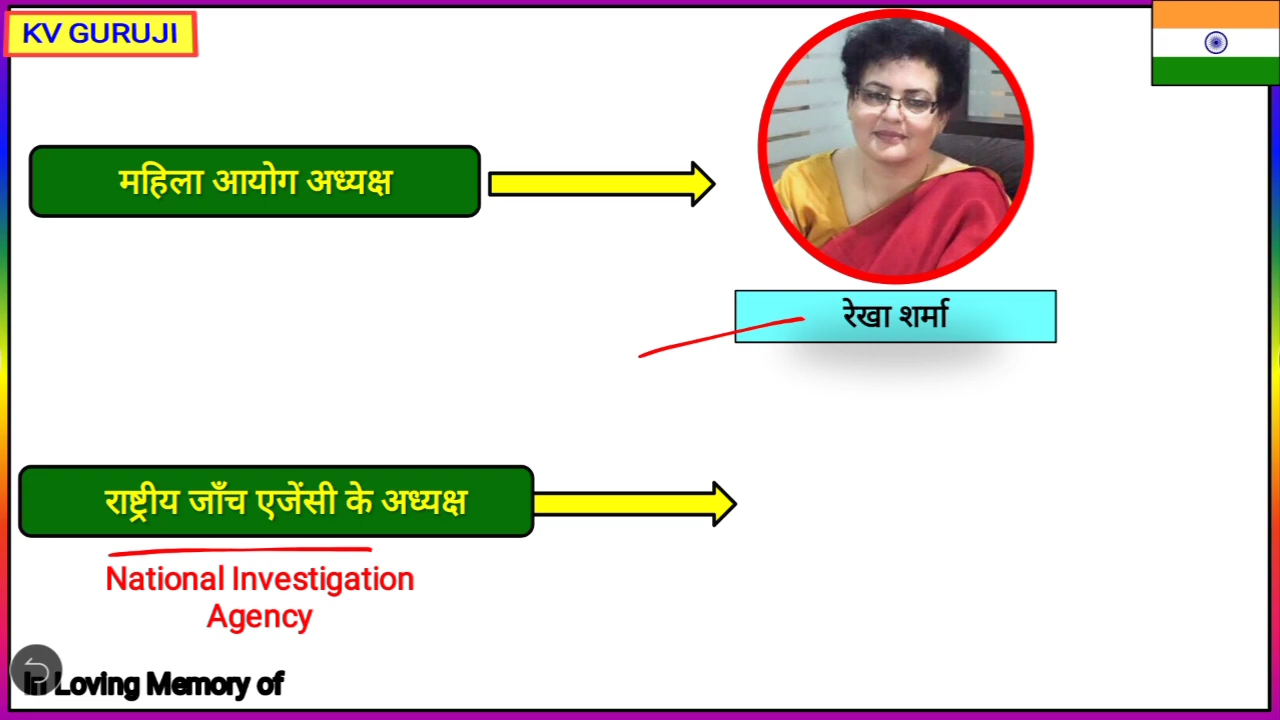 KV GURUJI
महिला आयोग अध्यक्ष
रेखा शर्मा
राष्ट्रीय जाँच एजेंसी के अध्यक्ष
National Investigation
Agency
In Loving Memory of